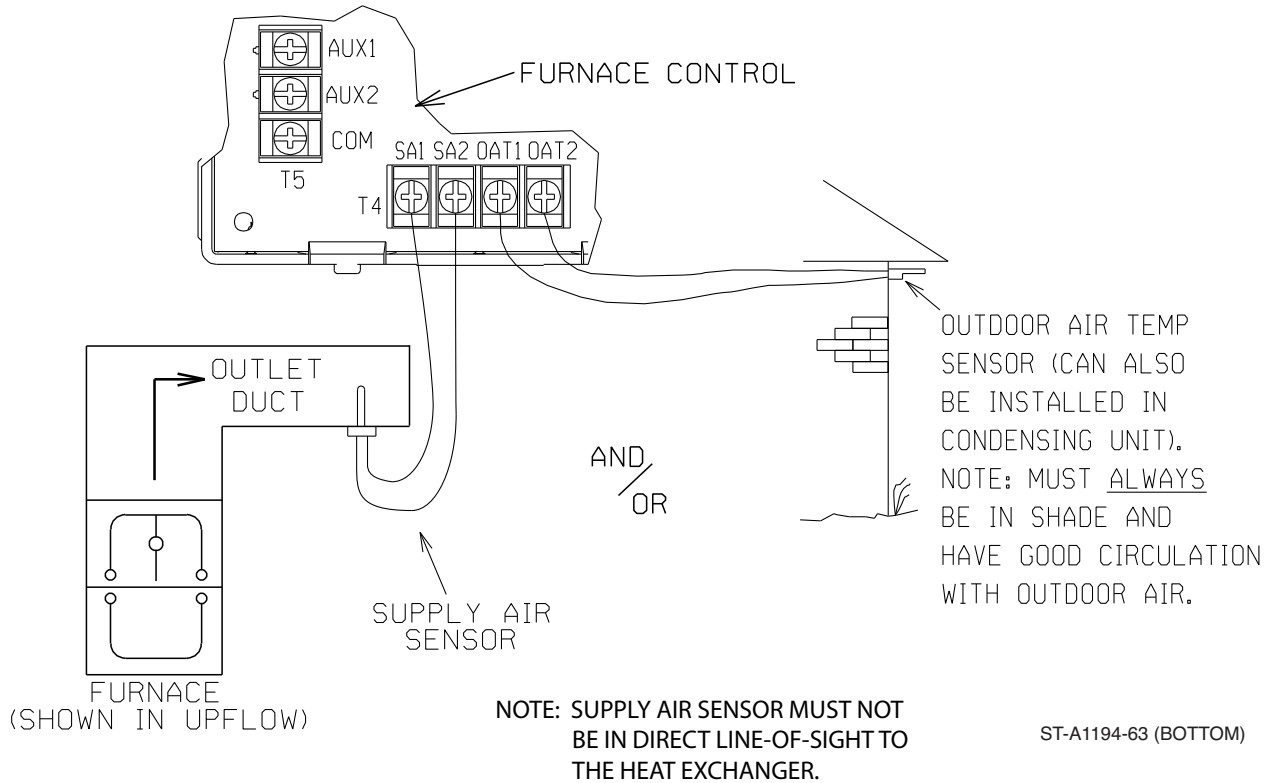 AUX1
FURNACE CONTROL
AUX2
COM
SA1 SA2 OAT1 OAT2
T5
T4
OUTLET
DUCT
OUTDOOR AIR TEMP
SENSOR (CAN ALSO
BE INSTALLED IN
CONDENSING UNIT).
NOTE: MUST ALWAYS
BE IN SHADE AND
HAVE GOOD CIRCULATION
WITH OUTDOOR AIR.
AND/
OR
SUPPLY AIR
SENSOR
FURNACE
(SHOWN IN UPFLOW)
NOTE: SUPPLY AIR SENSOR MUST NOT
BE IN DIRECT LINE-OF-SIGHT TO
THE HEAT EXCHANGER.
ST-A1194-63 (BOTTOM)